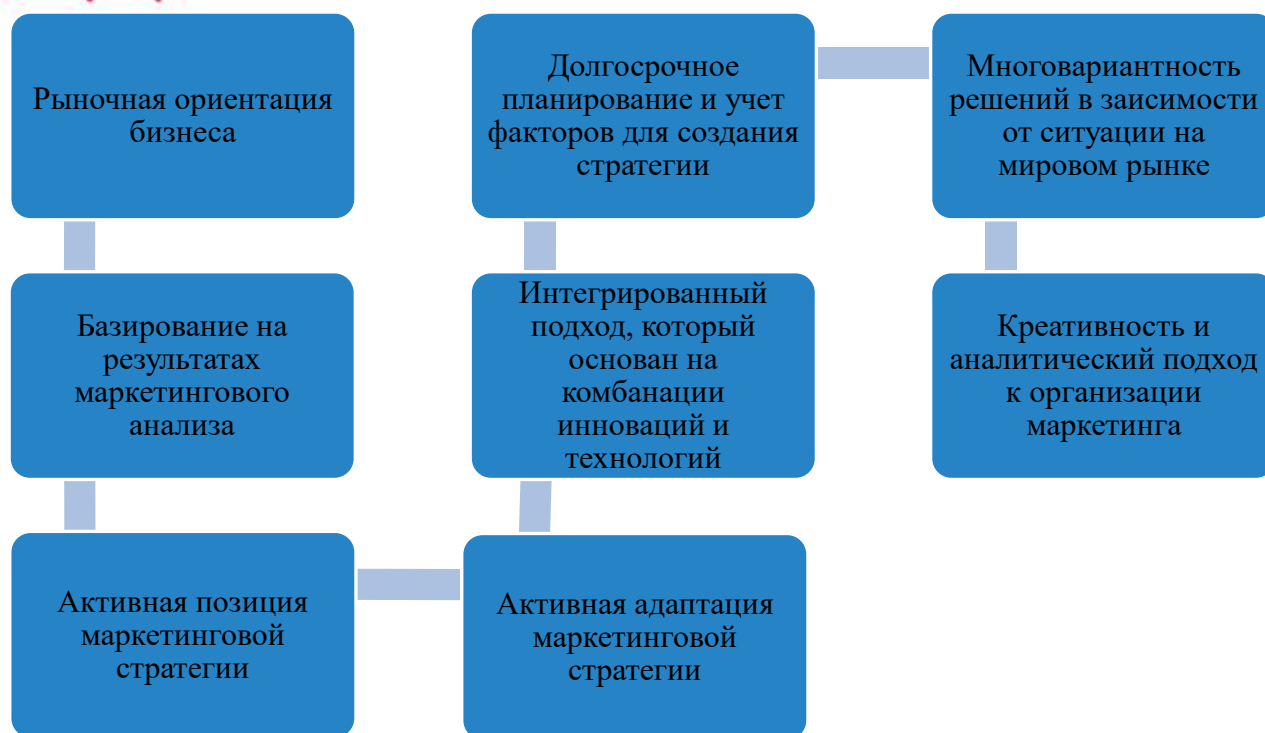 Рыночная ориентация
бизнеса
Базирование на
результатах
маркетингового
анализа
Активная позиция
маркетинговой
стратегии
Активная адаптация
маркетинговой
стратегии
Интегрированный
подход, который
основан на
комбанации
инноваций и
технологий
Долгосрочное
планирование и учет
факторов для создания
стратегии
Многовариантность
решений в заисимости
от ситуации на
мировом рынке
Креативность и
аналитический подход
к организации
маркетинга